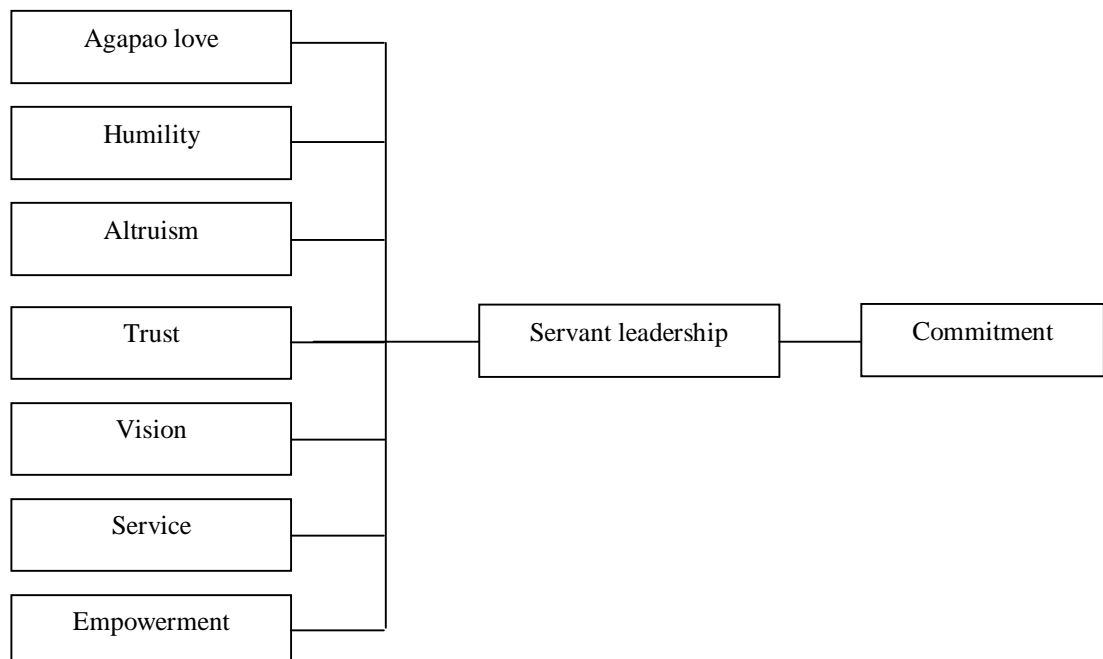 Agapao love
Humility
Altruism
Trust
Servant leadership
Commitment
Vision
Service
Empowerment